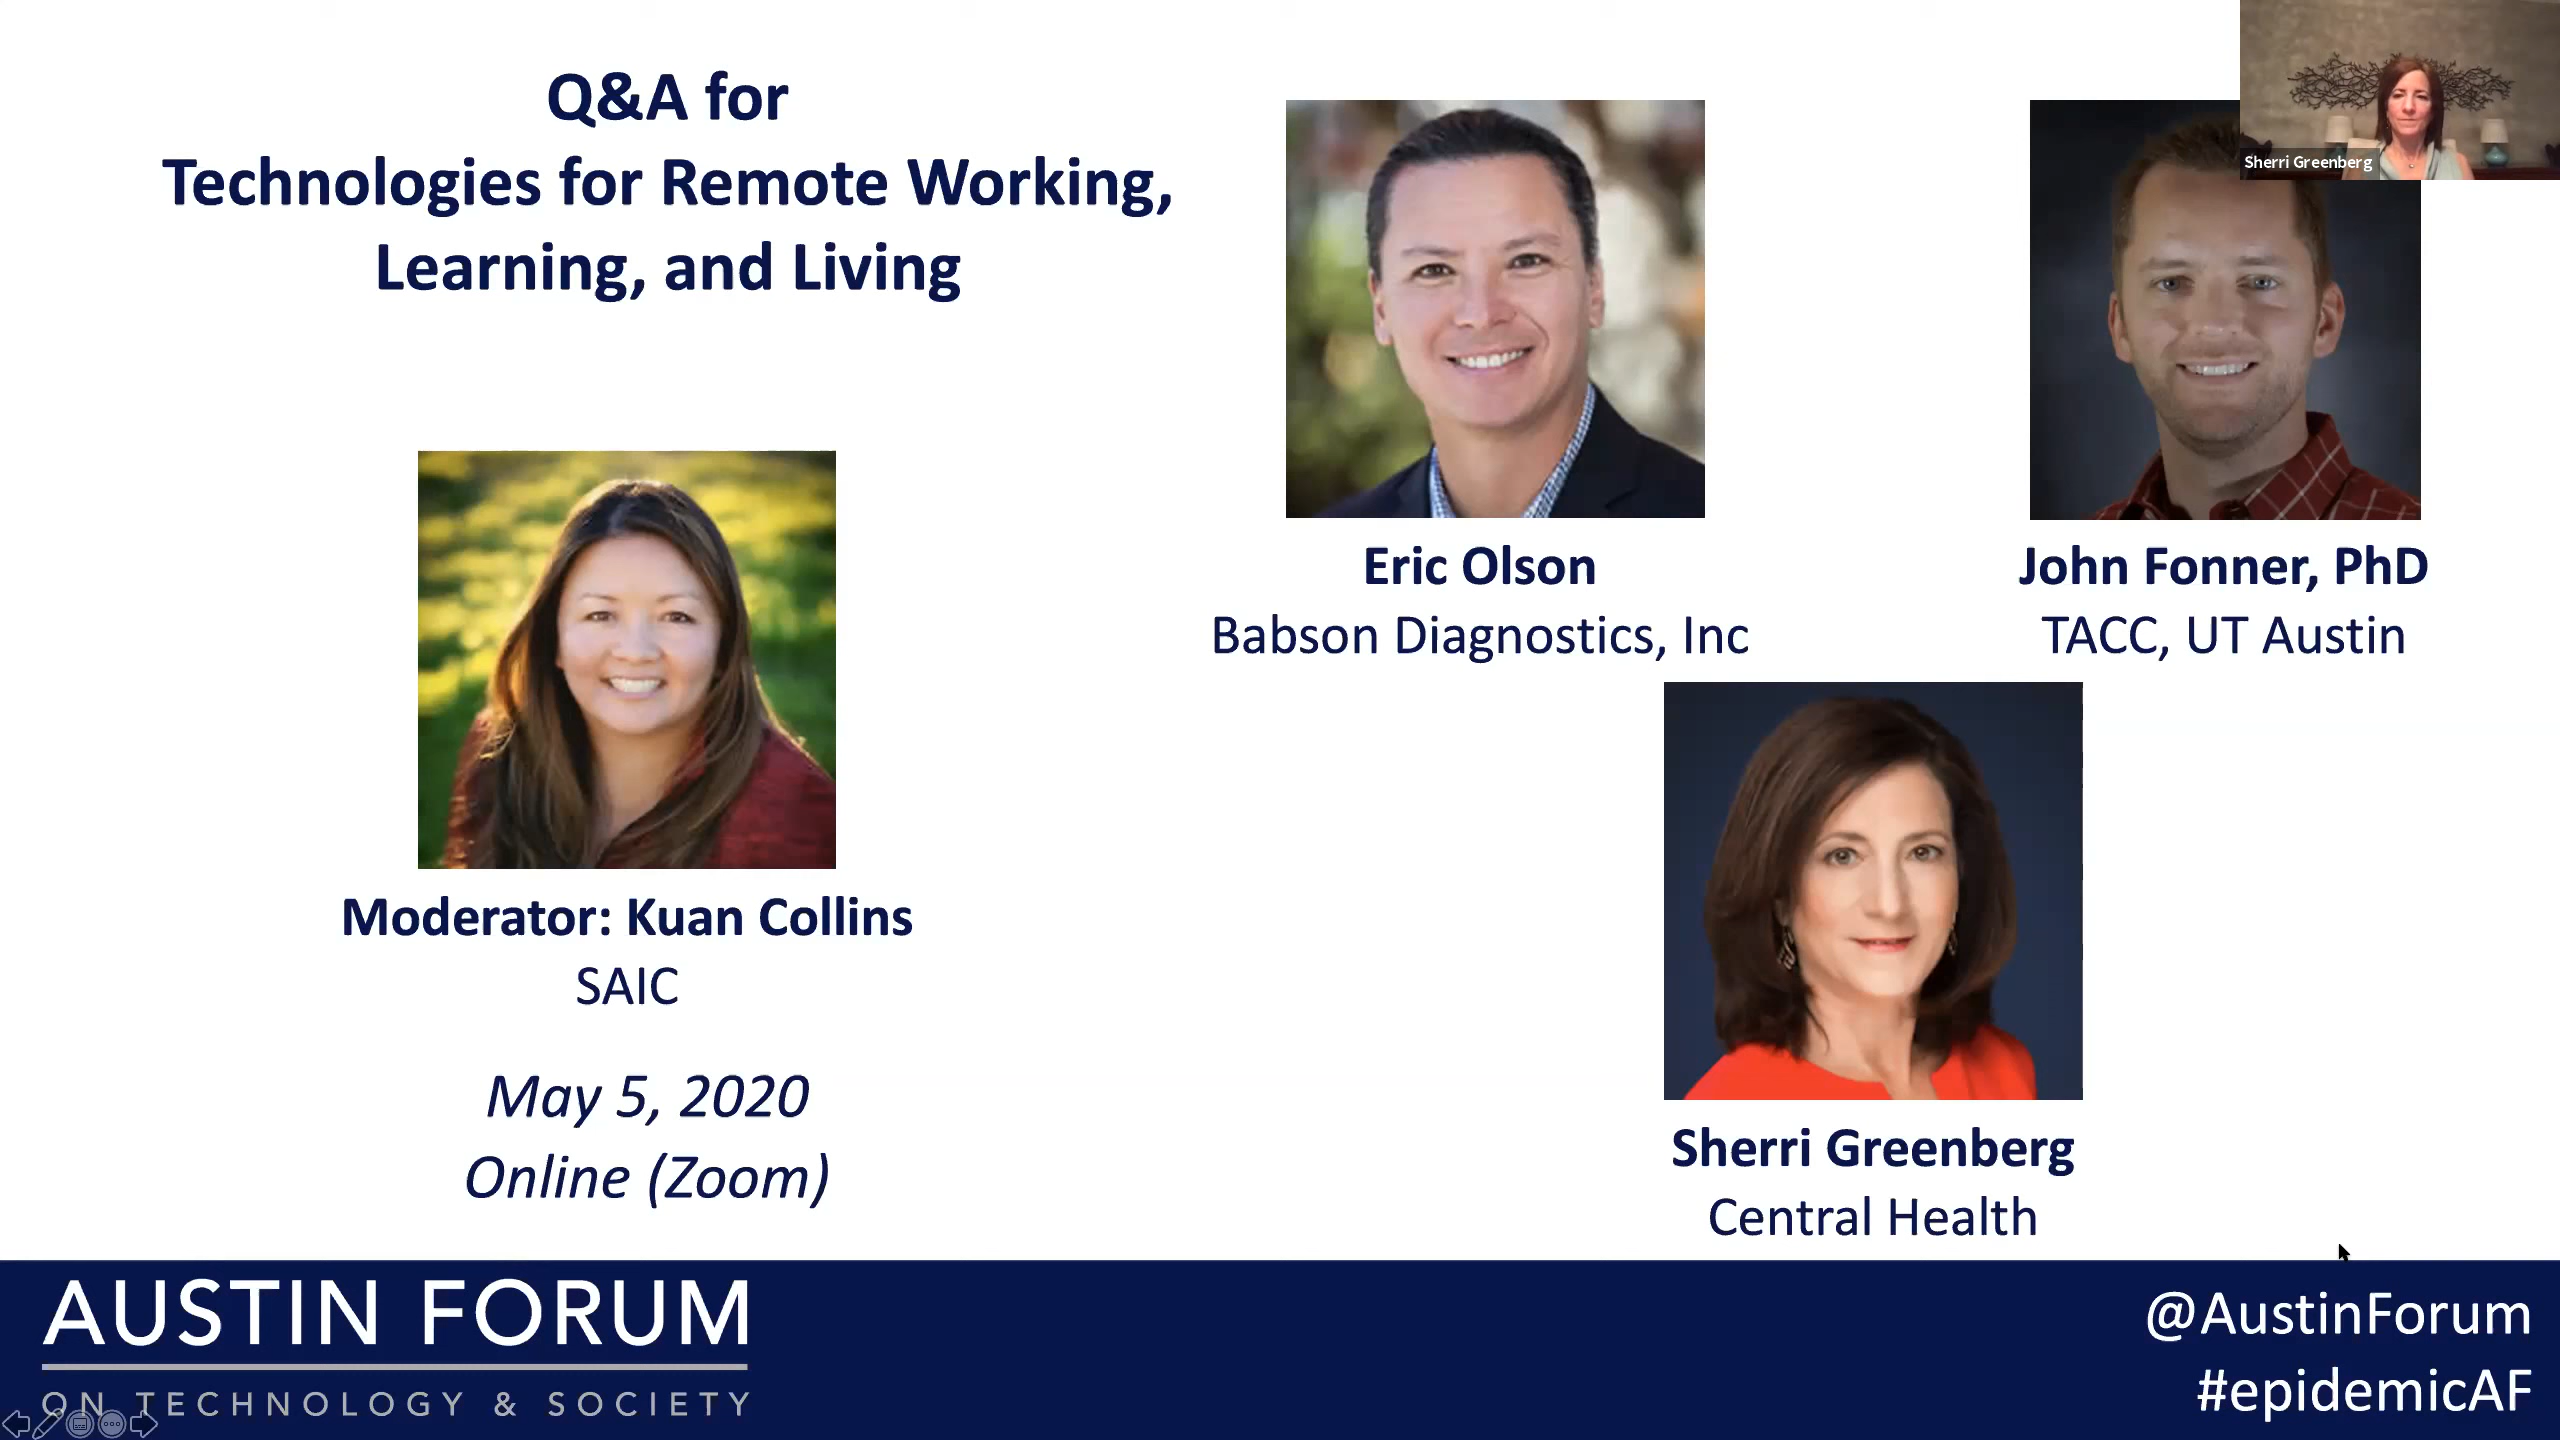 Q&A for
Technologies for Remote Working,
Learning, and Living
Sherri Greenberg
Eric Olson
Babson Diagnostics, Inc
John Fonner, PhD
TACC, UT Austin
Moderator: Kuan Collins
SAIC
Sherri Greenberg
Central Health
May 5, 2020
Online (Zoom)
AUSTIN FORUM
ON TECHNOLOGY & SOCIETY
@AustinForum
#epidemicAF